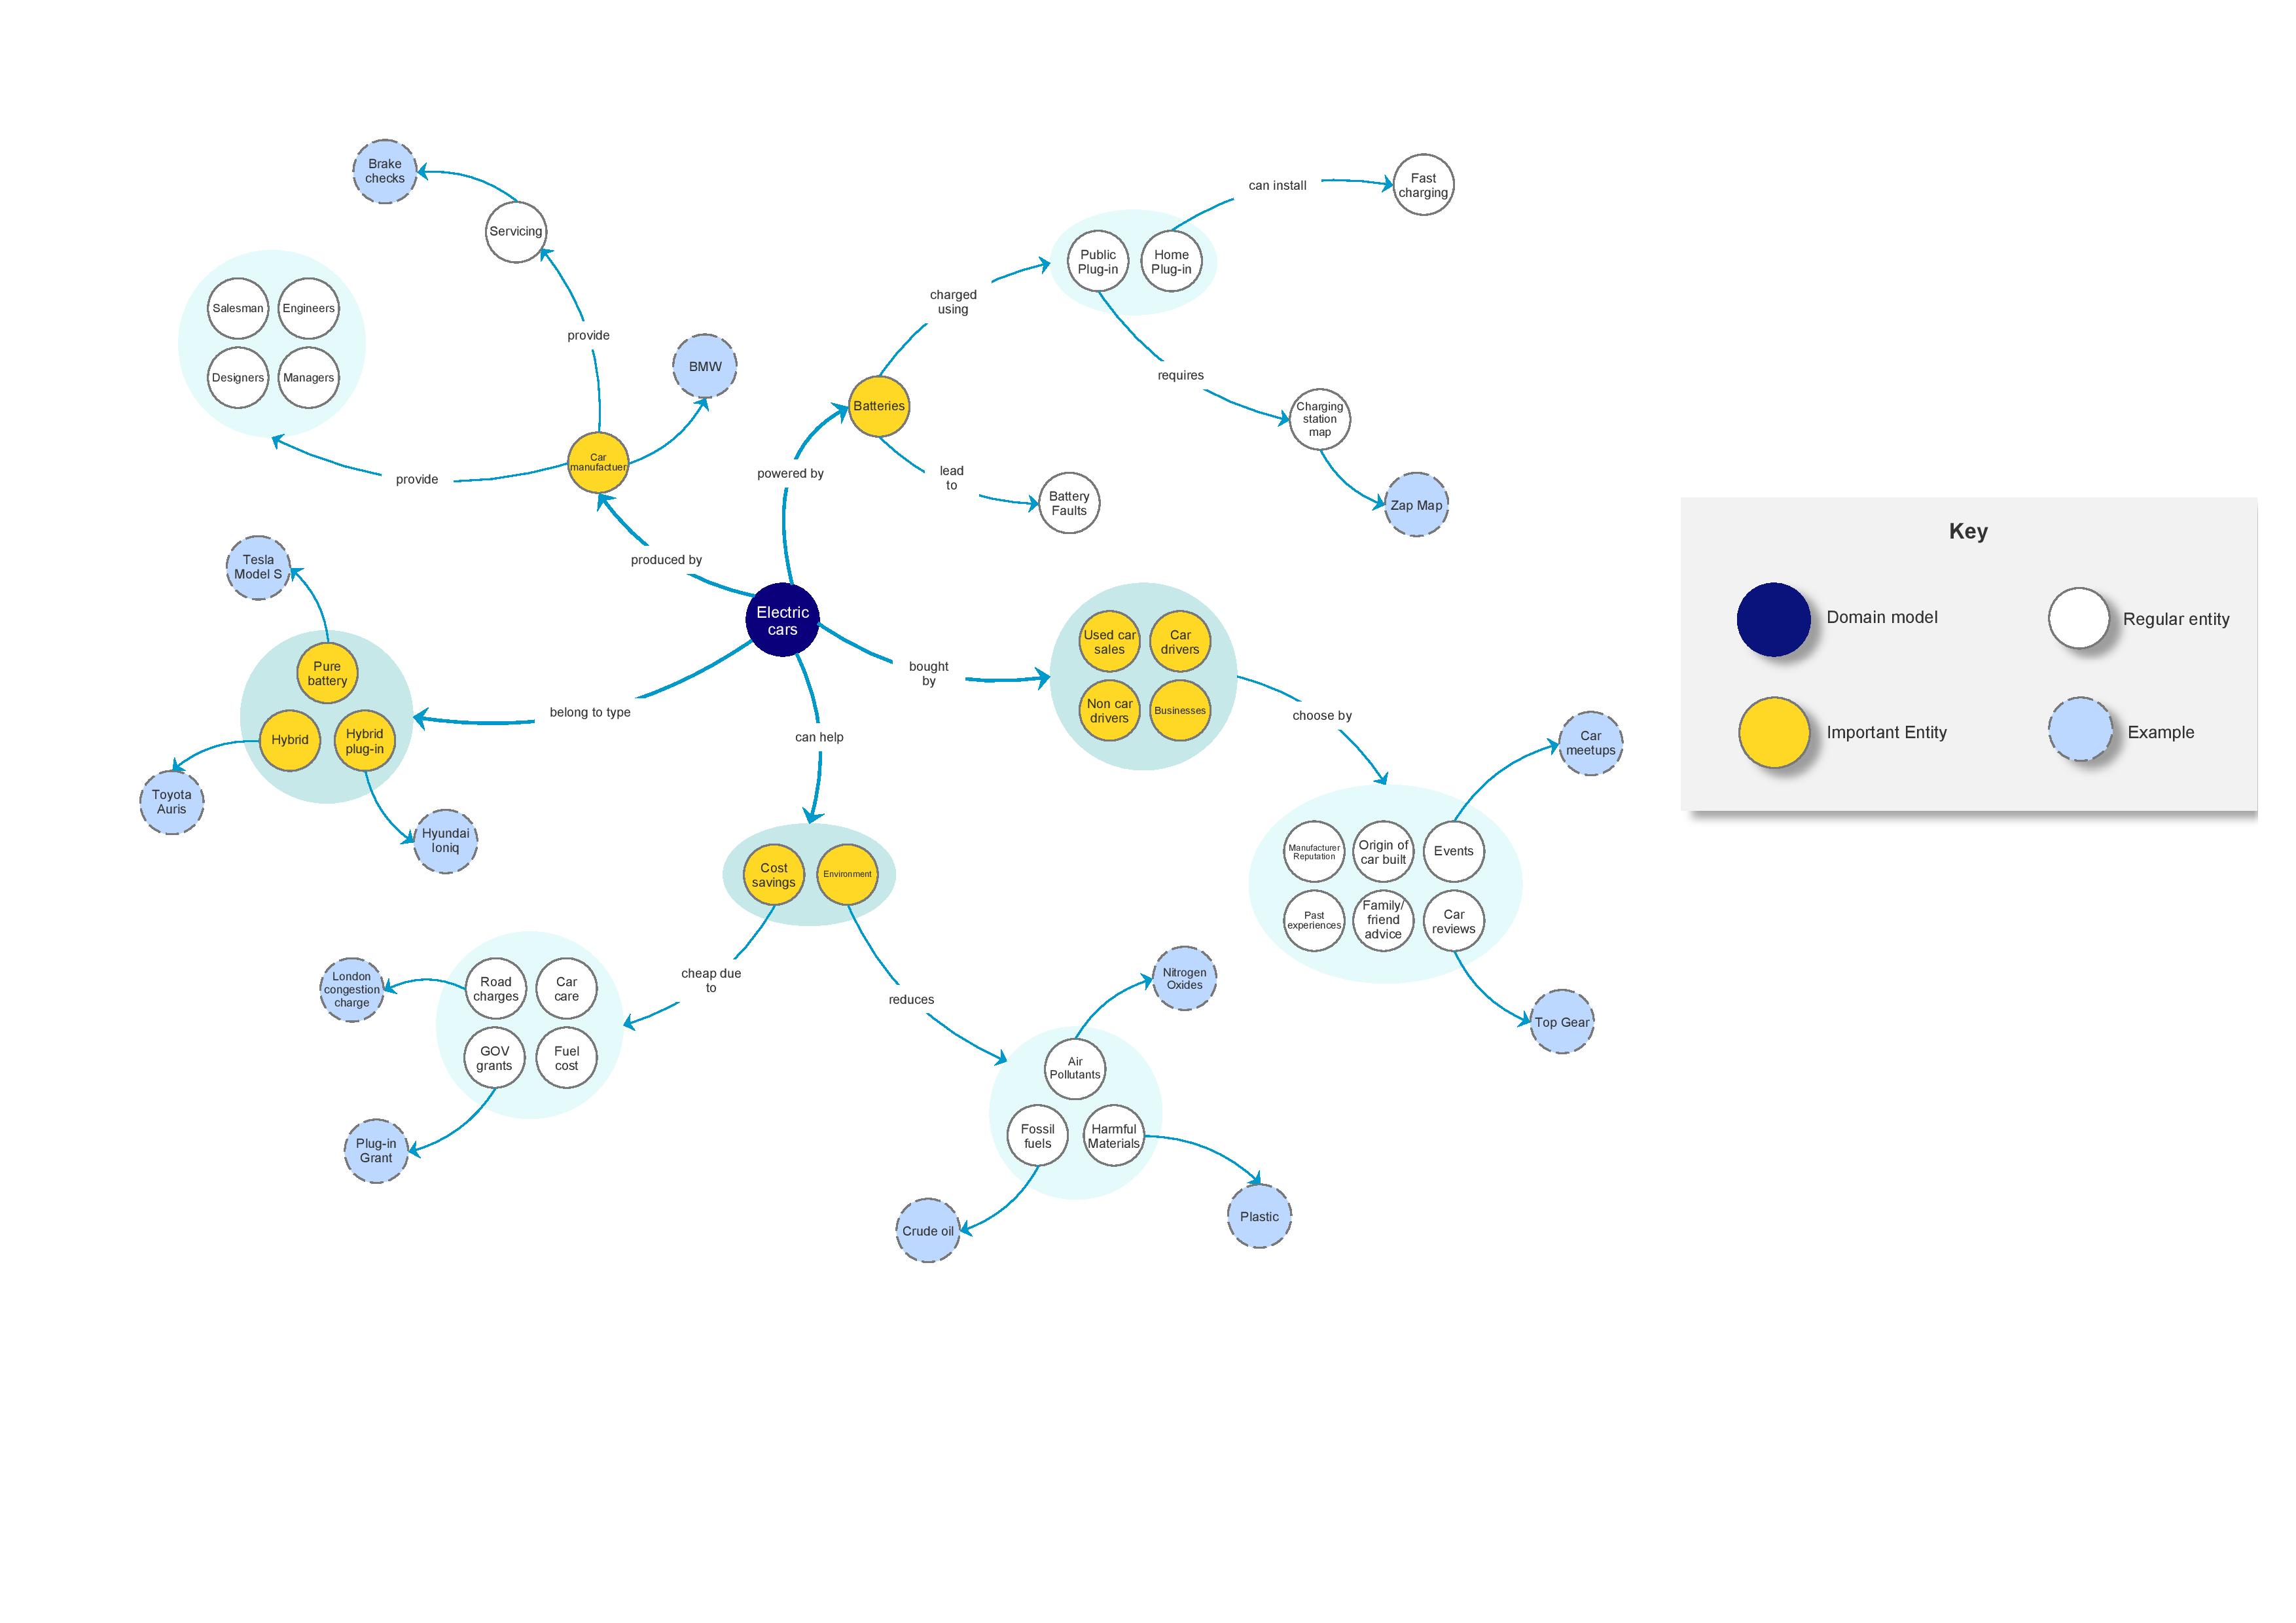 Brake
checks
Servicing
Salesman
Engineers
Designers
Managers
provide
provide
BMW
Car
manufactuer
produced by
Fast
charging
can install
Public
Plug-in
Home
Plug-in
charged
using
requires
Batteries
Charging
station
map
Zap Map
powered by
lead
to
Battery
Faults
Electric
cars
Tesla
Model S
Pure
battery
Hybrid
Hybrid
plug-in
Toyota
Auris
Hyundai
Ioniq
belong to type
can help
bought
by
Used car
sales
Car
drivers
Non car
drivers
Businesses
choose by
Car
meetups
Manufacturer
Reputation
Origin of
car built
Events
Past
experiences
Family/
friend
advice
Car
reviews
Top Gear
Cost
savings
Environment
cheap due
to
reduces
London
congestion
charge
Road
charges
Car
care
GOV
grants
Fuel
cost
Plug-in
Grant
Nitrogen
Oxides
Air
Pollutants
Fossil
fuels
Harmful
Materials
Crude oil
Plastic
Key
Domain model
Regular entity
Important Entity
Example